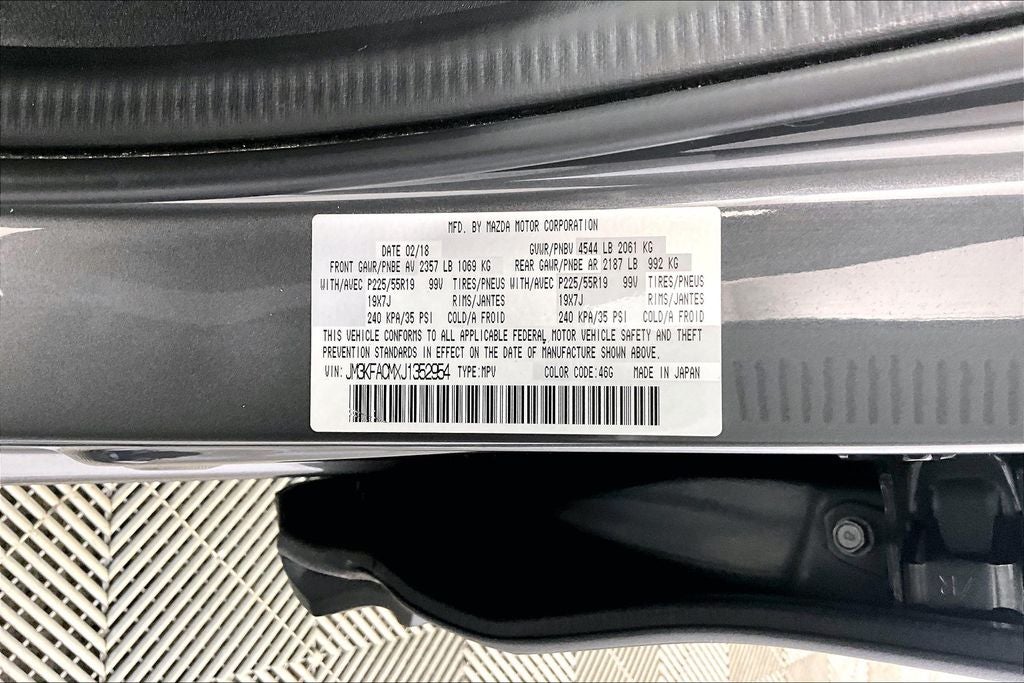 MFD. BY MAZDA MOTOR CORPORATION
DATE 02/18 GVWR/PNBV 4544 LB 2061 KG
FRONT GAWR/PNBE AV 2357 LB 1069 KG REAR GAWR/PNBE AR 2187 LB 992 KG
WITH/AVEC P225/55R19 99V TIRES/PNEUS WITH/AVEC P225/55R19 99V TIRES/PNEUS
19X7J RIMS/JANTES 19X7J RIMS/JANTES
240 KPA/35 PSI COLD/A FROID 240 KPA/35 PSI COLD/A FROID
THIS VEHICLE CONFORMS TO ALL APPLICABLE FEDERAL MOTOR VEHICLE SAFETY AND THEFT
PREVENTION STANDARDS IN EFFECT ON THE DATE OF MANUFACTURE SHOWN ABOVE.
VIN: JM3KFACMXJ1352954 TYPE:MPV COLOR CODE:46G MADE IN JAPAN